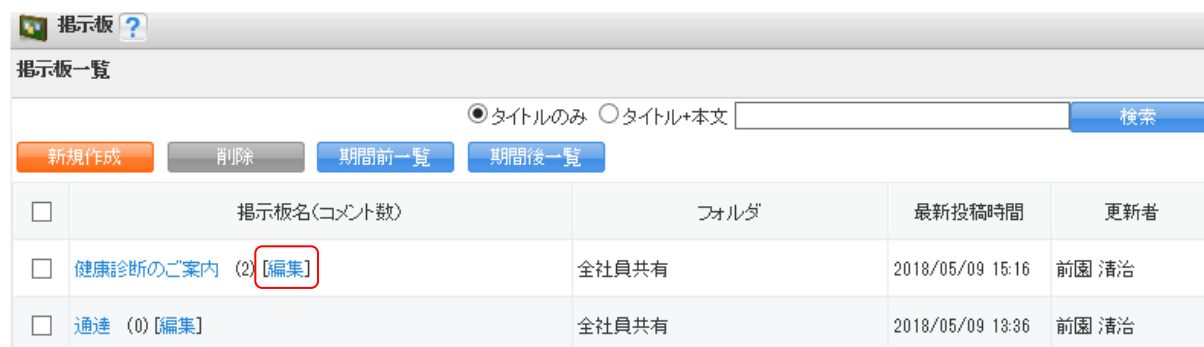 掲示板 ?
掲示板一覧
タイトルのみ タイトル+本文 検索
新規作成 削除 期間前一覧 期間後一覧
掲示板名(コメント数) フォルダ 最新投稿時間 更新者
健康診断のご案内 (2) [編集] 全社員共有 2018/05/09 15:16 前園 清治
通達 (0) [編集] 全社員共有 2018/05/09 13:36 前園 清治